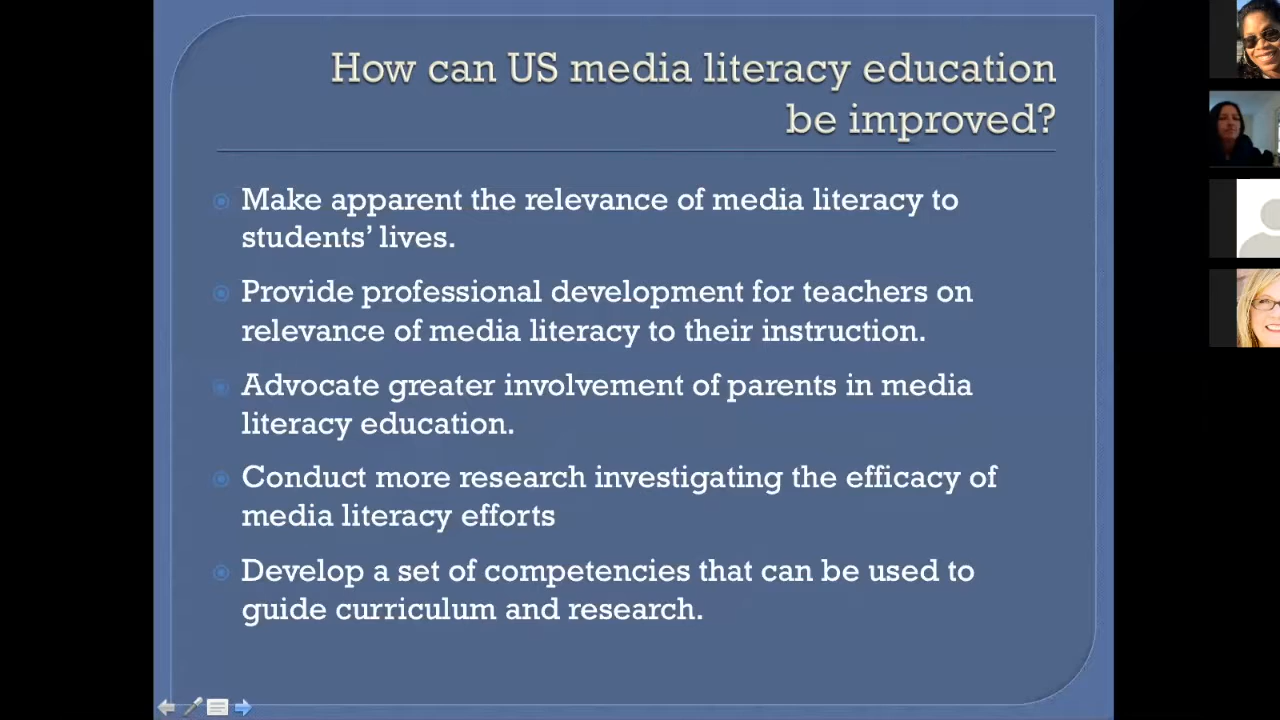 How can US media literacy education
be improved?
Make apparent the relevance of media literacy to
students’ lives.
Provide professional development for teachers on
relevance of media literacy to their instruction.
Advocate greater involvement of parents in media
literacy education.
Conduct more research investigating the efficacy of
media literacy efforts
Develop a set of competencies that can be used to
guide curriculum and research.